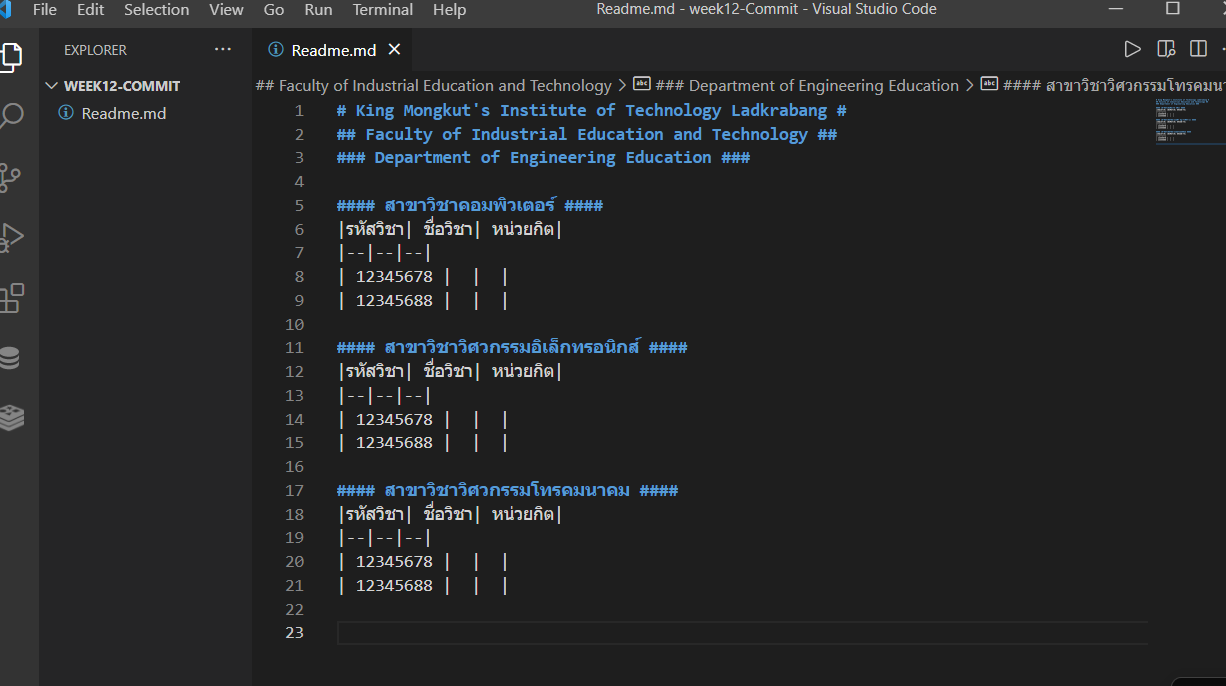 File Edit Selection View Go Run Terminal Help Readme.md - week12-Commit - Visual Studio Code
EXPLORER ···
Readme.md
WEEK12-COMMIT
Readme.md
## Faculty of Industrial Education and Technology > ### Department of Engineering Education > #### สาขาวิชาวิศวกรรมโทรคมนา
1 # King Mongkut's Institute of Technology Ladkrabang #
2 ## Faculty of Industrial Education and Technology ##
3 ### Department of Engineering Education ###
4
5 #### สาขาวิชาคอมพิวเตอร์ ####
6 |รหัสวิชา| ชื่อวิชา| หน่วยกิต|
7 |--|--|--|
8 | 12345678 | | |
9 | 12345688 | | |
10
11 #### สาขาวิชาวิศวกรรมอิเล็กทรอนิกส์ ####
12 |รหัสวิชา| ชื่อวิชา| หน่วยกิต|
13 |--|--|--|
14 | 12345678 | | |
15 | 12345688 | | |
16
17 #### สาขาวิชาวิศวกรรมโทรคมนาคม ####
18 |รหัสวิชา| ชื่อวิชา| หน่วยกิต|
19 |--|--|--|
20 | 12345678 | | |
21 | 12345688 | | |
22
23